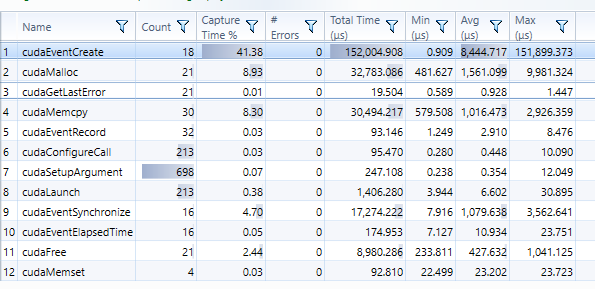 Name Count Capture Time % # Errors Total Time (µs) Min (µs) Avg (µs) Max (µs)
1 cudaEventCreate 18 41.38 0 152,004.908 0.909 8,444.717 151,899.373
2 cudaMalloc 21 8.93 0 32,783.086 481.627 1,561.099 9,981.324
3 cudaGetLastError 21 0.01 0 19.504 0.589 0.928 1.447
4 cudaMemcpy 30 8.30 0 30,494.217 579.508 1,016.473 2,926.359
5 cudaEventRecord 32 0.03 0 93.146 1.249 2.910 8.476
6 cudaConfigureCall 213 0.03 0 95.470 0.280 0.448 10.090
7 cudaSetupArgument 698 0.07 0 247.108 0.238 0.354 12.049
8 cudaLaunch 213 0.38 0 1,406.280 3.944 6.602 30.895
9 cudaEventSynchronize 16 4.70 0 17,274.222 7.916 1,079.638 3,562.641
10 cudaEventElapsedTime 16 0.05 0 174.953 7.127 10.934 23.751
11 cudaFree 21 2.44 0 8,980.286 233.811 427.632 1,041.125
12 cudaMemset 4 0.03 0 92.810 22.499 23.202 23.723